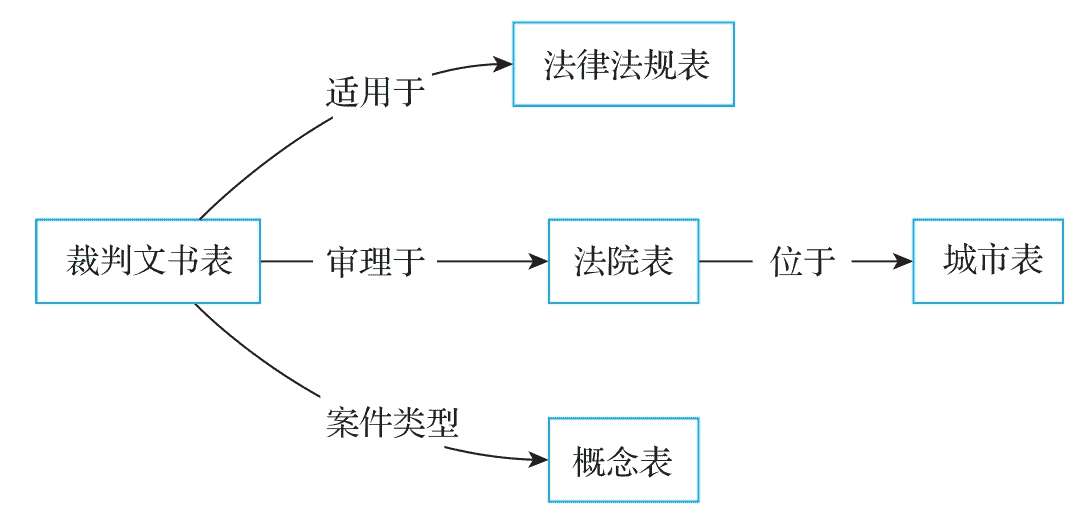 法律法规表
适用于
裁判文书表
审理于
法院表
位于
城市表
案件类型
概念表